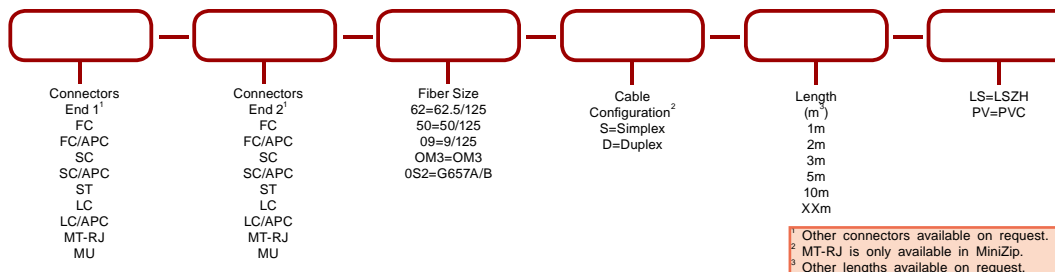 Connectors
End 1¹
FC
FC/APC
SC
SC/APC
ST
LC
LC/APC
MT-RJ
MU
Connectors
End 2¹
FC
FC/APC
SC
SC/APC
ST
LC
LC/APC
MT-RJ
MU
Fiber Size
62=62.5/125
50=50/125
09=9/125
OM3=OM3
0S2=G657A/B
Cable
Configuration²
S=Simplex
D=Duplex
Length
(m³)
1m
2m
3m
5m
10m
XXm
LS=LSZH
PV=PVC
¹ Other connectors available on request.
² MT-RJ is only available in MiniZip.
³ Other lengths available on request.